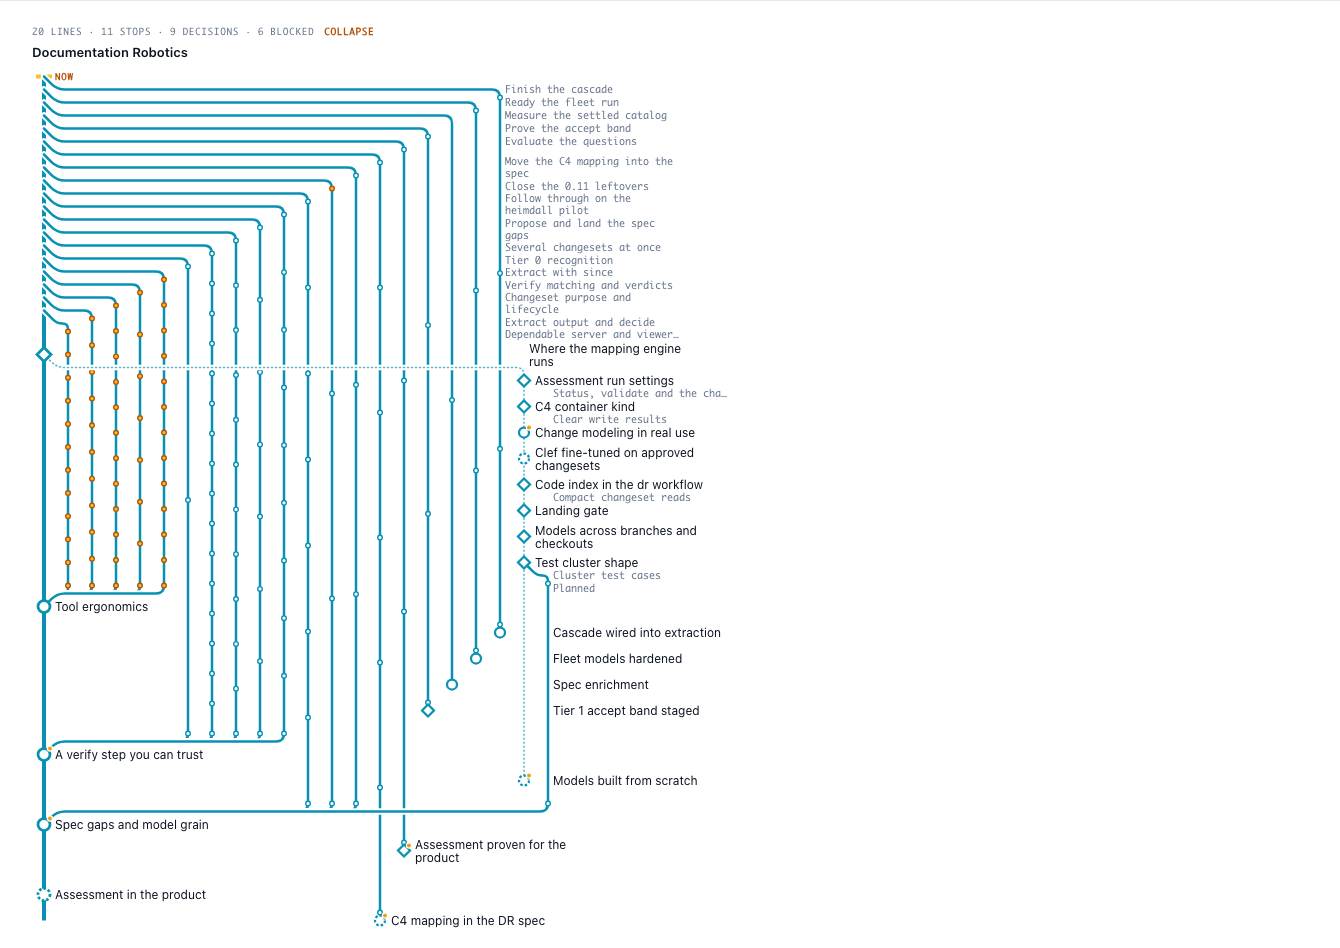 20 LINES · 11 STOPS · 9 DECISIONS · 6 BLOCKED COLLAPSE
Documentation Robotics
NOW
Finish the cascade
Ready the fleet run
Measure the settled catalog
Prove the accept band
Evaluate the questions
Move the C4 mapping into the
spec
Close the 0.11 leftovers
Follow through on the
heimdall pilot
Propose and land the spec
gaps
Several changesets at once
Tier 0 recognition
Extract with since
Verify matching and verdicts
Changeset purpose and
lifecycle
Extract output and decide
Dependable server and viewer…
Where the mapping engine
runs
Assessment run settings
Status, validate and the cha…
C4 container kind
Clear write results
Change modeling in real use
Clef fine-tuned on approved
changesets
Code index in the dr workflow
Compact changeset reads
Landing gate
Models across branches and
checkouts
Test cluster shape
Cluster test cases
Planned
Tool ergonomics
Cascade wired into extraction
Fleet models hardened
Spec enrichment
Tier 1 accept band staged
A verify step you can trust
Models built from scratch
Spec gaps and model grain
Assessment proven for the
product
Assessment in the product
C4 mapping in the DR spec